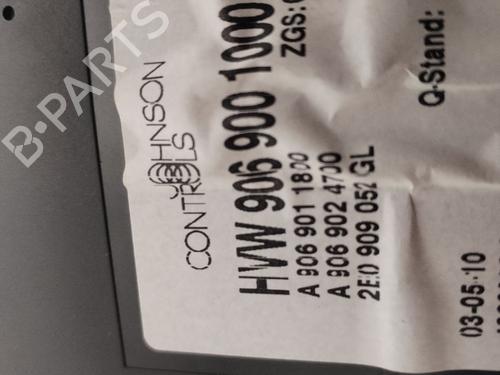 B-PARTS
JOHNSON
CONTROLS
HVW 906 900 1000
ZGS:
A 906 901 1800
A 906 902 4700
2E0 909 052 GL
Q-Stand:
03-05-10